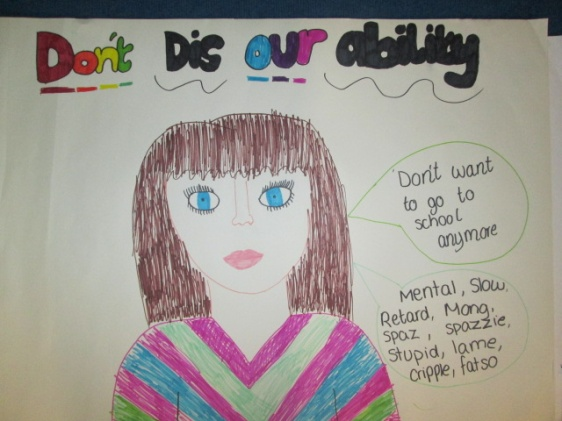 Don't Dis our ability
'Don't want
to go to
school
anymore
Mental, Slow,
Retard, Mong,
spaz, spazzie,
stupid, lame,
cripple, fatso